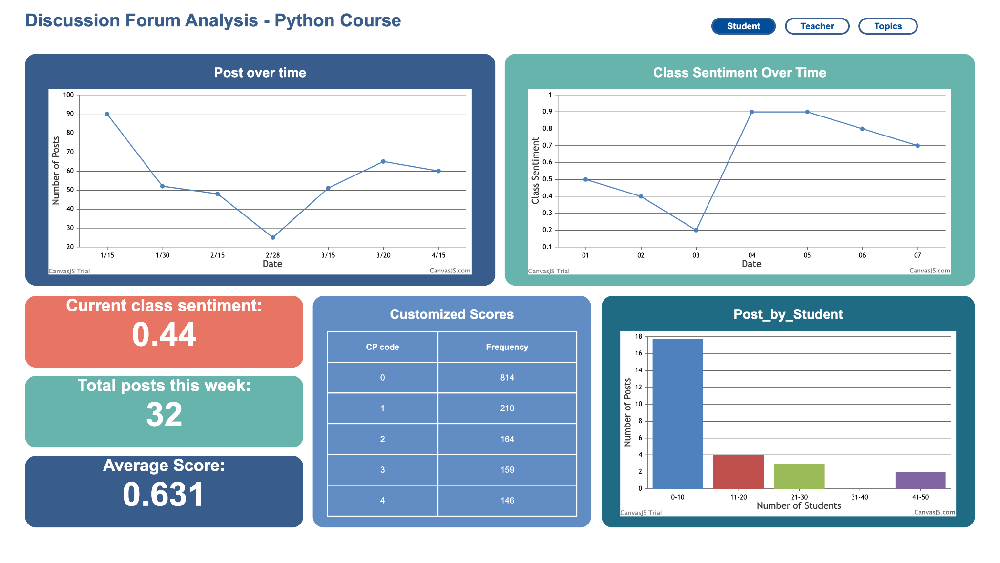 Discussion Forum Analysis - Python Course
Student
Teacher
Topics
Post over time
100
90
80
70
60
50
40
30
20
Number of Posts
1/15 1/30 2/15 2/28 3/15 3/20 4/15
Date
CanvasJS Trial
CanvasJS.com
Class Sentiment Over Time
1
0.9
0.8
0.7
0.6
0.5
0.4
0.3
0.2
0.1
Class Sentiment
01 02 03 04 05 06 07
Date
CanvasJS Trial
CanvasJS.com
Current class sentiment:
0.44
Total posts this week:
32
Average Score:
0.631
Customized Scores
CP code Frequency
0 814
1 210
2 164
3 159
4 146
Post_by_Student
18
16
14
12
10
8
6
4
2
0
Number of Posts
0-10 11-20 21-30 31-40 41-50
Number of Students
CanvasJS Trial
CanvasJS.com